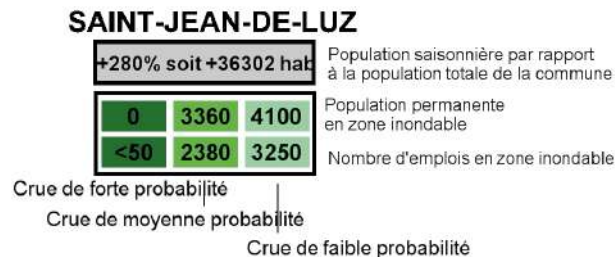 SAINT-JEAN-DE-LUZ
+280% soit +36302 hab
Population saisonnière par rapport
à la population totale de la commune
0 3360 4100
Population permanente
en zone inondable
<50 2380 3250
Nombre d'emplois en zone inondable
Crue de forte probabilité
Crue de moyenne probabilité
Crue de faible probabilité